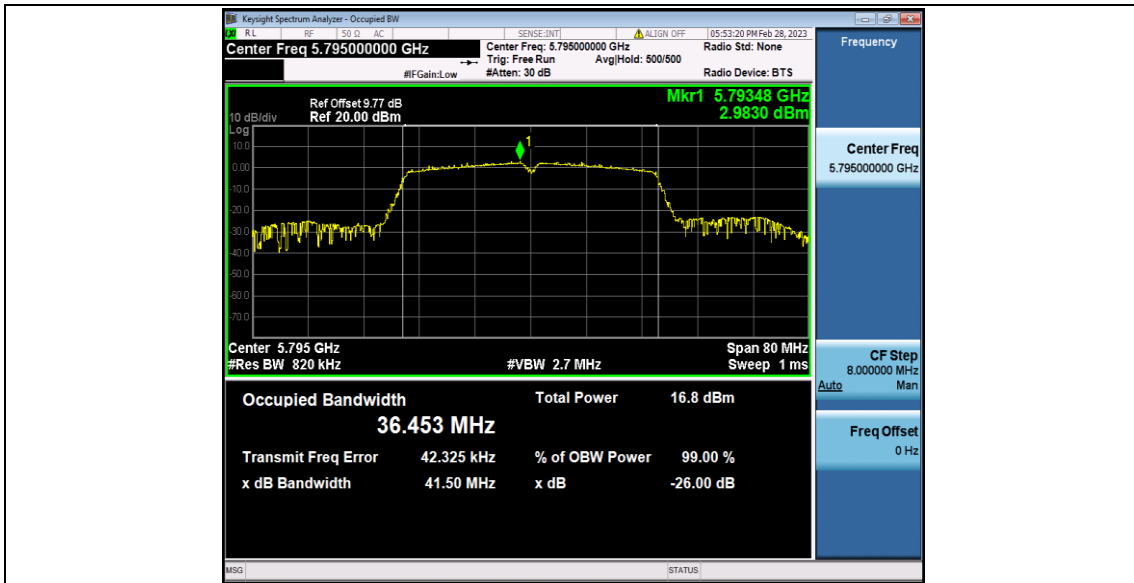 Keysight Spectrum Analyzer - Occupied BW
LXI RL RF 50 Ω AC SENSE:INT ALIGN OFF 05:53:20 PM Feb 28, 2023
Center Freq 5.795000000 GHz
Center Freq: 5.795000000 GHz
Radio Std: None
Trig: Free Run Avg|Hold: 500/500
#IFGain:Low #Atten: 30 dB Radio Device: BTS
Frequency
Mkr1 5.79348 GHz
2.9830 dBm
Ref Offset 9.77 dB
10 dB/div Ref 20.00 dBm
Log
10.0
0.00
-10.0
-20.0
-30.0
-40.0
-50.0
-60.0
-70.0
1
Center 5.795 GHz Span 80 MHz
#Res BW 820 kHz #VBW 2.7 MHz Sweep 1 ms
Center Freq
5.795000000 GHz
CF Step
8.000000 MHz
Auto Man
Freq Offset
0 Hz
Occupied Bandwidth Total Power 16.8 dBm
36.453 MHz
Transmit Freq Error 42.325 kHz % of OBW Power 99.00 %
x dB Bandwidth 41.50 MHz x dB -26.00 dB
MSG STATUS